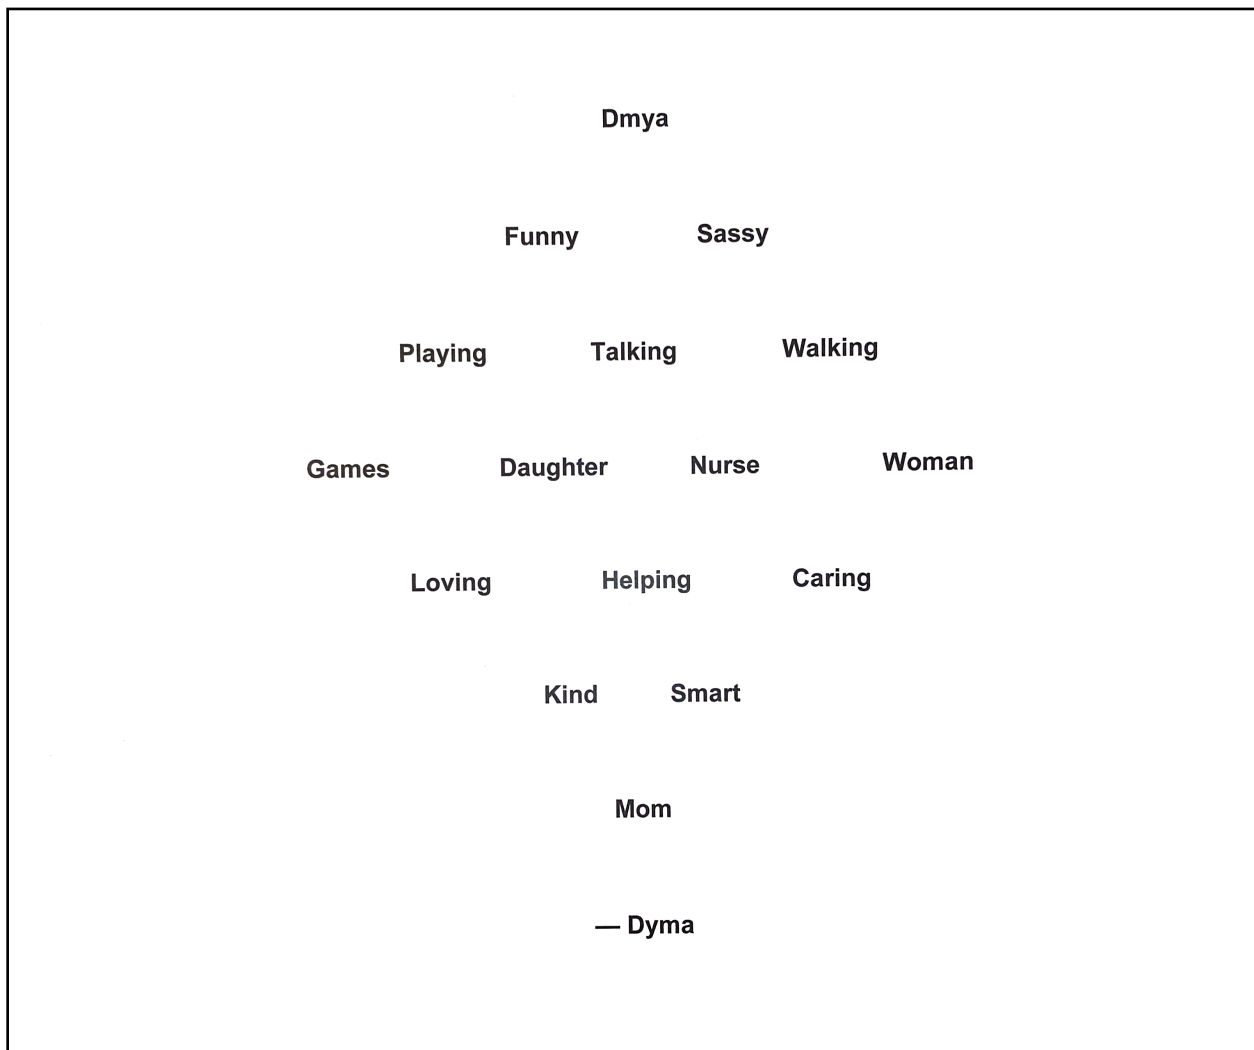 Dmya
Funny Sassy
Playing Talking Walking
Games Daughter Nurse Woman
Loving Helping Caring
Kind Smart
Mom
— Dyma